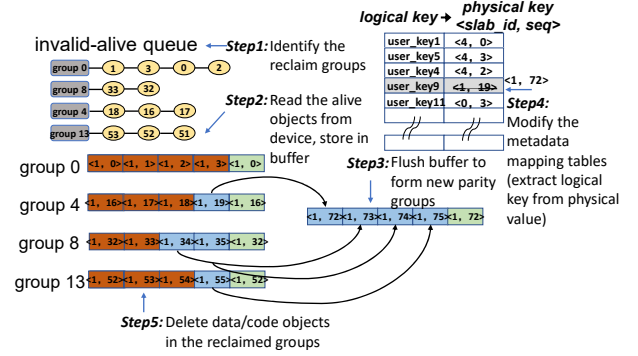 logical key → physical key
<slab_id, seq>
invalid-alive queue
Step1: Identify the
reclaim groups
group 0 1 3 0 2
group 8 33 32
group 4 18 16 17
group 13 53 52 51
Step2: Read the alive
objects from
device, store in
buffer
user_key1 <4, 0>
user_key5 <4, 3>
user_key4 <4, 2>
user_key9 <1, 19> <1, 72>
user_key11 <0, 3>
Step4:
Modify the
metadata
mapping tables
(extract logical
key from physical
value)
Step3: Flush buffer to
form new parity
groups
group 0 <1, 0> <1, 1> <1, 2> <1, 3> <1, 0>
group 4 <1, 16> <1, 17> <1, 18> <1, 19> <1, 16>
<1, 72> <1, 73> <1, 74> <1, 75> <1, 72>
group 8 <1, 32> <1, 33> <1, 34> <1, 35> <1, 32>
group 13 <1, 52> <1, 53> <1, 54> <1, 55> <1, 52>
Step5: Delete data/code objects
in the reclaimed groups